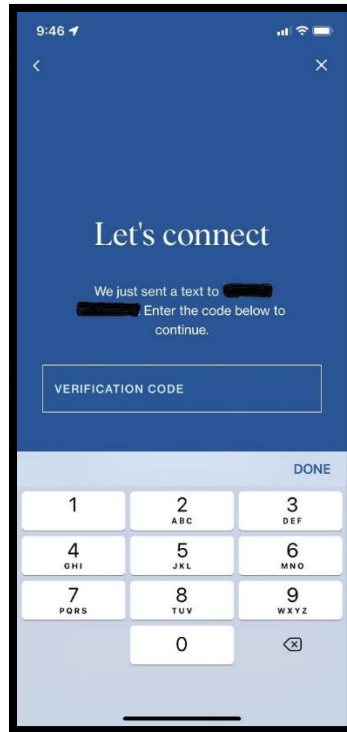 9:46
Let's connect
We just sent a text to
. Enter the code below to
continue.
VERIFICATION CODE
DONE
1 2 3
ABC DEF
4 5 6
GHI JKL MNO
7 8 9
PQRS TUV WXYZ
0